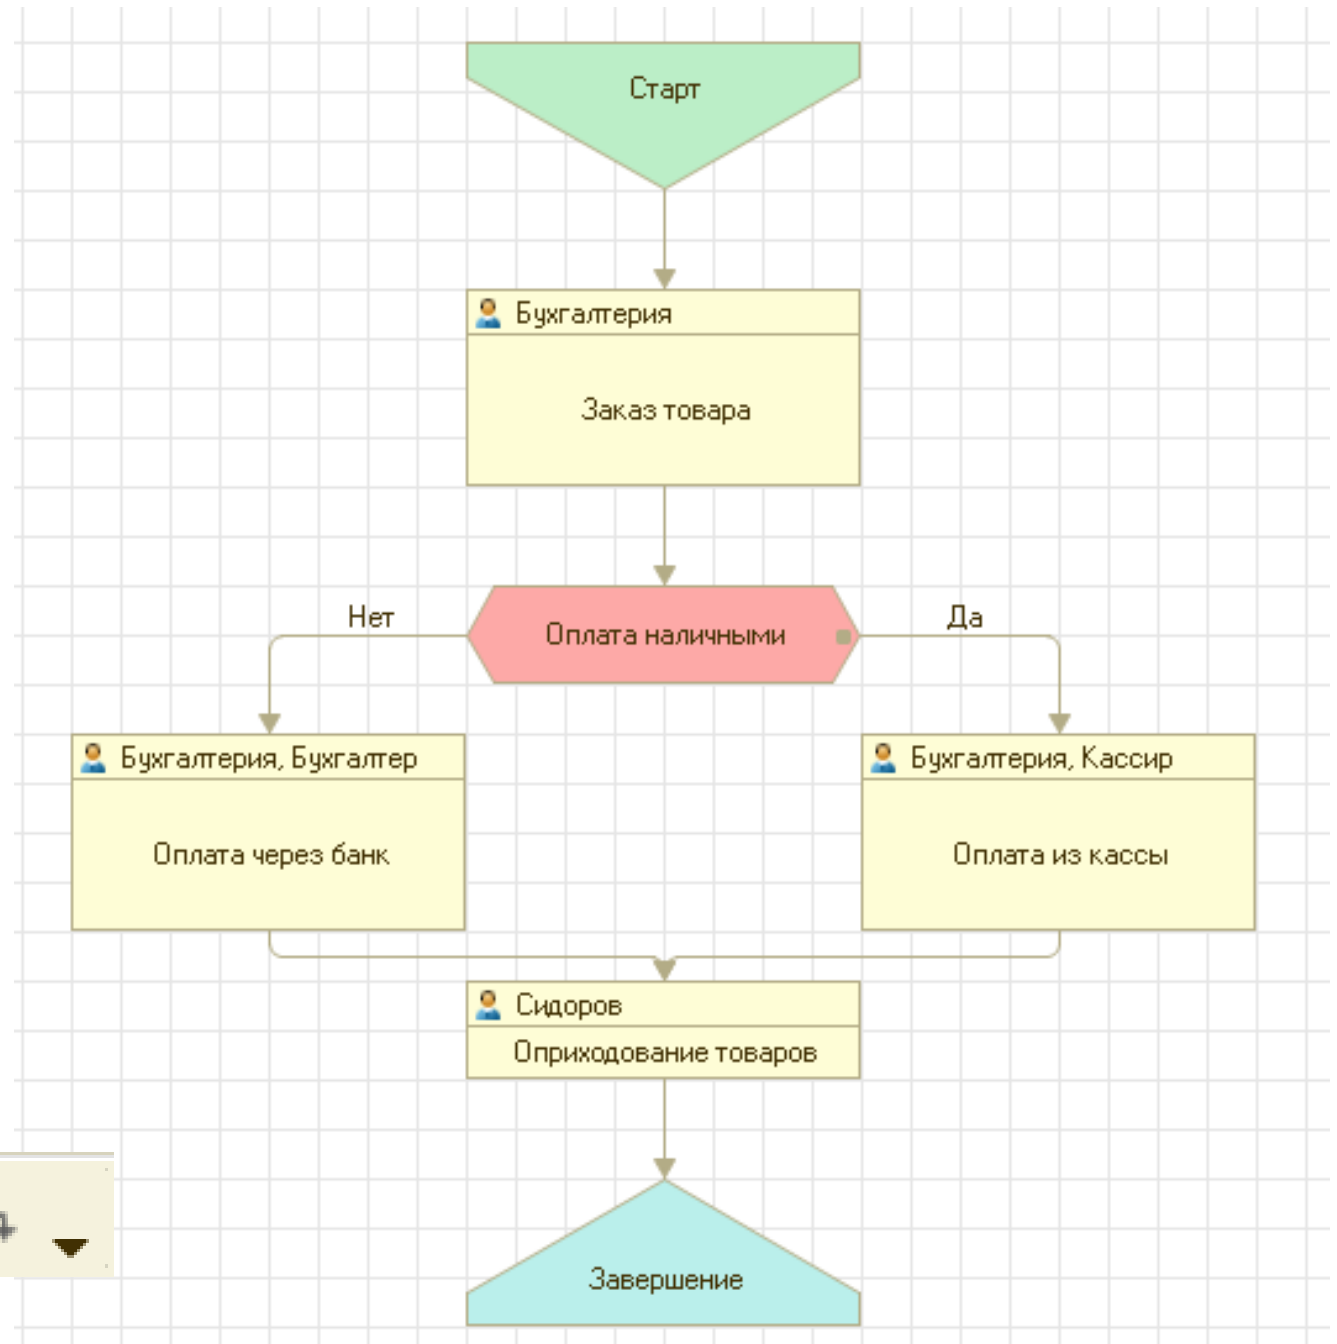 Старт
Бухгалтерия
Заказ товара
Нет
Оплата наличными
Да
Бухгалтерия, Бухгалтер
Бухгалтерия, Кассир
Оплата через банк
Оплата из кассы
Сидоров
Оприходование товаров
Завершение